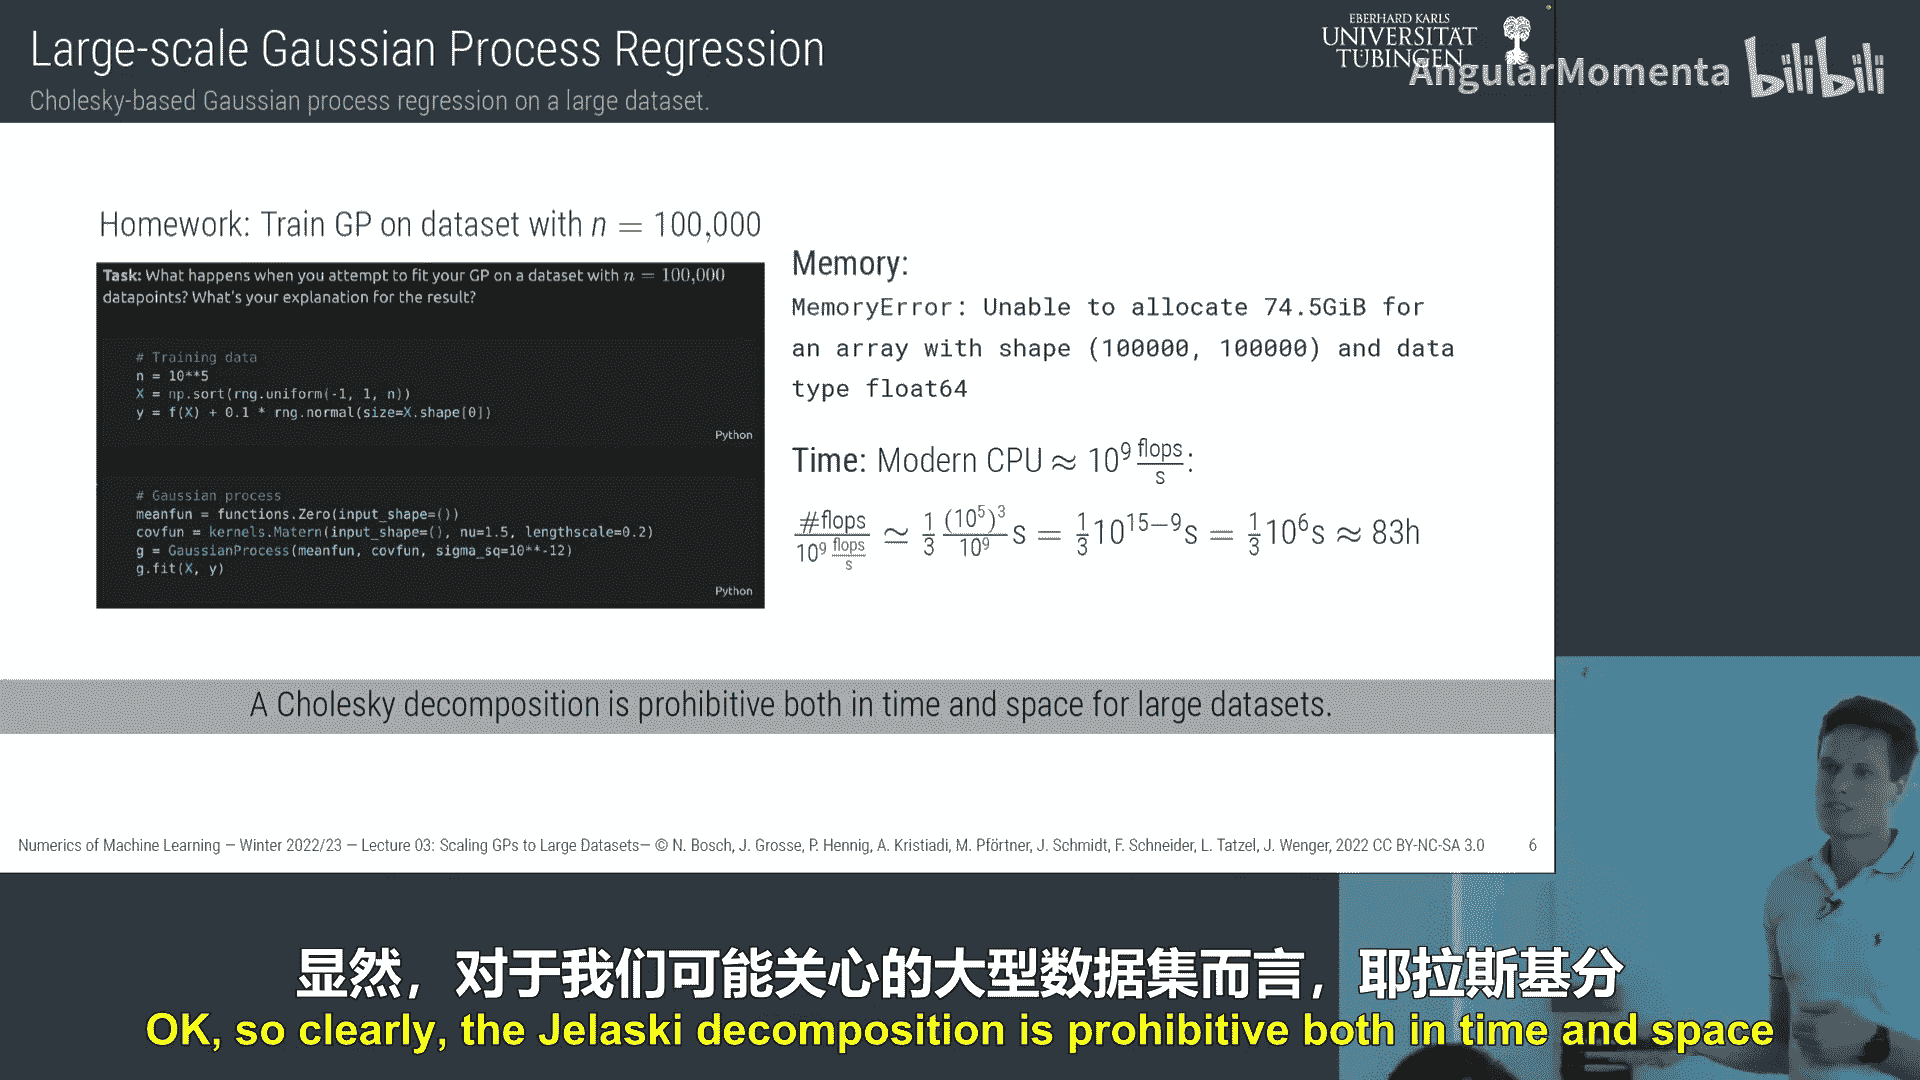 Large-scale Gaussian Process Regression
Cholesky-based Gaussian process regression on a large dataset.
EBERHARD KARLS
UNIVERSITÄT
TÜBINGEN
AngularMomenta bilibili
Homework: Train GP on dataset with n = 100,000
Task: What happens when you attempt to fit your GP on a dataset with n = 100,000
datapoints? What's your explanation for the result?
# Training data
n = 10**5
X = np.sort(rng.uniform(-1, 1, n))
y = f(X) + 0.1 * rng.normal(size=X.shape[0])
Python
# Gaussian process
meanfun = functions.Zero(input_shape=())
covfun = kernels.Matern(input_shape=(), nu=1.5, lengthscale=0.2)
g = GaussianProcess(meanfun, covfun, sigma_sq=10**-12)
g.fit(X, y)
Python
Memory:
MemoryError: Unable to allocate 74.5GiB for
an array with shape (100000, 100000) and data
type float64
Time: Modern CPU ≈ 10⁹ flops/s:
#flops / 10⁹ flops/s ≃ 1/3 (10⁵)³/10⁹ s = 1/3 10¹⁵⁻⁹s = 1/3 10⁶s ≈ 83h
A Cholesky decomposition is prohibitive both in time and space for large datasets.
Numerics of Machine Learning — Winter 2022/23 — Lecture 03: Scaling GPs to Large Datasets— © N. Bosch, J. Grosse, P. Hennig, A. Kristiadi, M. Pförtner, J. Schmidt, F. Schneider, L. Tatzel, J. Wenger, 2022 CC BY-NC-SA 3.0 6
显然，对于我们可能关心的大型数据集而言，耶拉斯基分
OK, so clearly, the Jelaski decomposition is prohibitive both in time and space